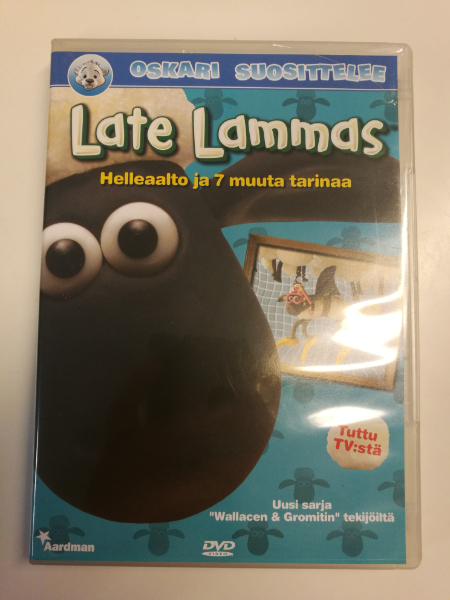 OSKARI SUOSITTELEE
Late Lammas
Helleaalto ja 7 muuta tarinaa
Tuttu
TV:stä
Uusi sarja
"Wallacen & Gromitin" tekijöiltä
Aardman
DVD
VIDEO